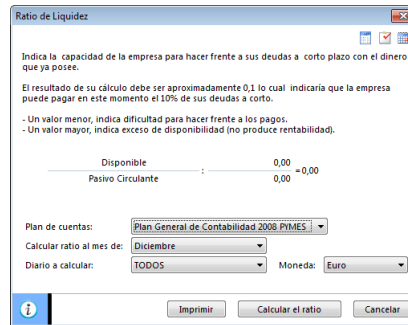 Ratio de Liquidez
Indica la capacidad de la empresa para hacer frente a sus deudas a corto plazo con el dinero
que ya posee.
El resultado de su cálculo debe ser aproximadamente 0,1 lo cual indicaría que la empresa
puede pagar en este momento el 10% de sus deudas a corto.
- Un valor menor, indica dificultad para hacer frente a los pagos.
- Un valor mayor, indica exceso de disponibilidad (no produce rentabilidad).
Disponible 0,00
: = 0,00
Pasivo Circulante 0,00
Plan de cuentas: Plan General de Contabilidad 2008 PYMES
Calcular ratio al mes de: Diciembre
Diario a calcular: TODOS Moneda: Euro
Imprimir Calcular el ratio Cancelar